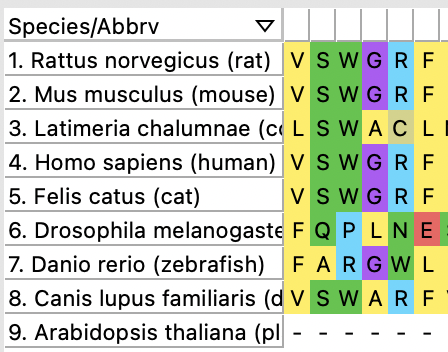 Species/Abbrv
1. Rattus norvegicus (rat) V S W G R F
2. Mus musculus (mouse) V S W G R F
3. Latimeria chalumnae (c L S W A C L
4. Homo sapiens (human) V S W G R F
5. Felis catus (cat) V S W G R F
6. Drosophila melanogaste F Q P L N E
7. Danio rerio (zebrafish) F A R G W L
8. Canis lupus familiaris (d V S W A R F
9. Arabidopsis thaliana (pl - - - - - -